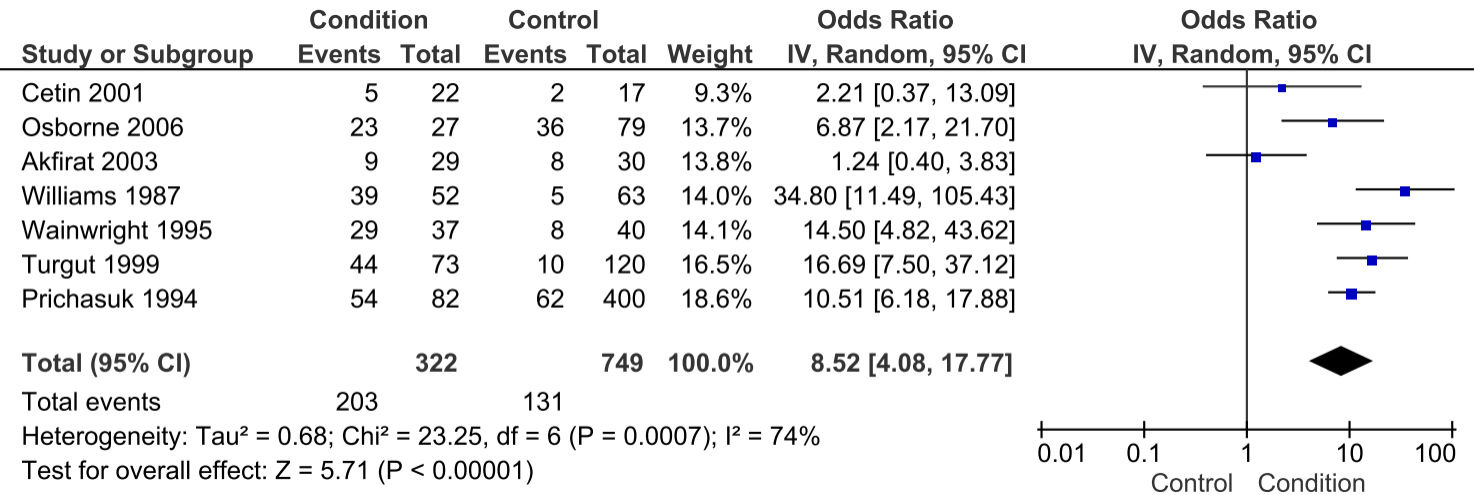 Condition Control Odds Ratio Odds Ratio
Study or Subgroup Events Total Events Total Weight IV, Random, 95% CI IV, Random, 95% CI
Cetin 2001 5 22 2 17 9.3% 2.21 [0.37, 13.09]
Osborne 2006 23 27 36 79 13.7% 6.87 [2.17, 21.70]
Akfirat 2003 9 29 8 30 13.8% 1.24 [0.40, 3.83]
Williams 1987 39 52 5 63 14.0% 34.80 [11.49, 105.43]
Wainwright 1995 29 37 8 40 14.1% 14.50 [4.82, 43.62]
Turgut 1999 44 73 10 120 16.5% 16.69 [7.50, 37.12]
Prichasuk 1994 54 82 62 400 18.6% 10.51 [6.18, 17.88]
Total (95% CI) 322 749 100.0% 8.52 [4.08, 17.77]
Total events 203 131
Heterogeneity: Tau² = 0.68; Chi² = 23.25, df = 6 (P = 0.0007); I² = 74%
Test for overall effect: Z = 5.71 (P < 0.00001)
0.01 0.1 1 10 100
Control Condition